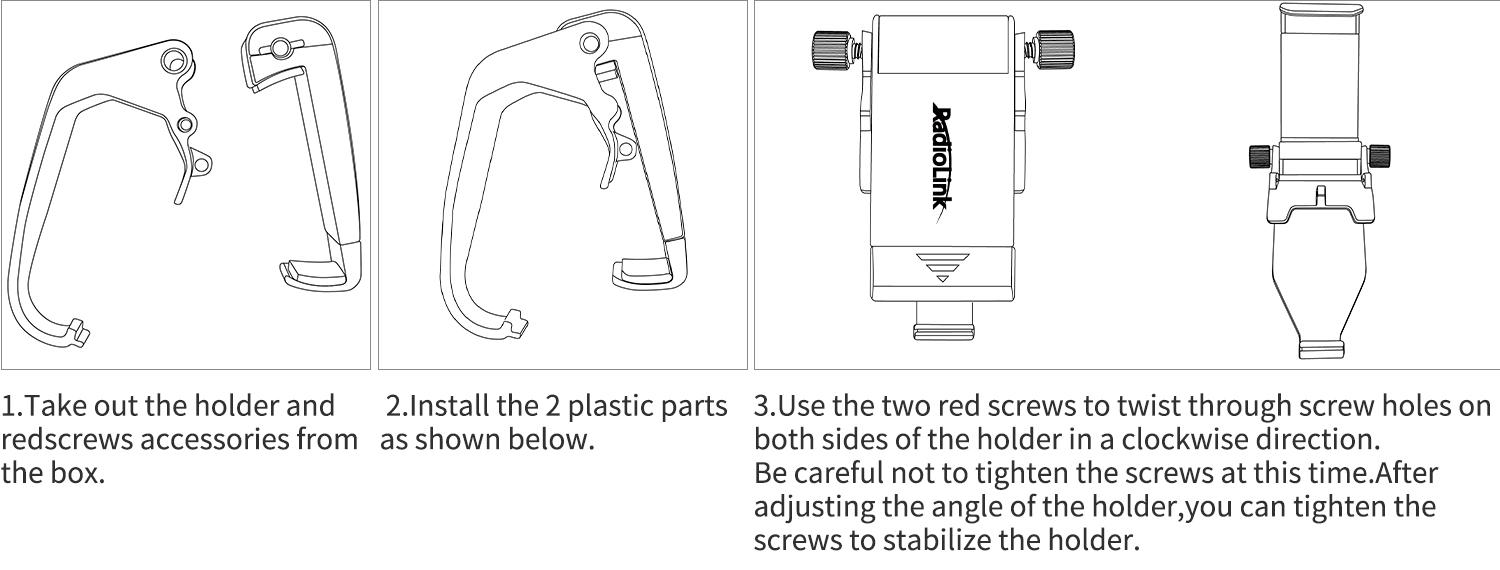 RadioLink
1.Take out the holder and
redscrews accessories from
the box.
2.Install the 2 plastic parts
as shown below.
3.Use the two red screws to twist through screw holes on
both sides of the holder in a clockwise direction.
Be careful not to tighten the screws at this time.After
adjusting the angle of the holder,you can tighten the
screws to stabilize the holder.